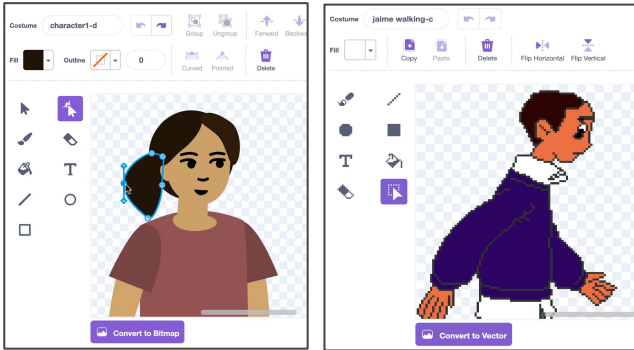 Costume character1-d Group Ungroup Forward Backwa
Fill Outline 0 Curved Pointed Delete
T
Convert to Bitmap
Costume jaime walking-c
Fill Copy Paste Delete Flip Horizontal Flip Vertical
T
Convert to Vector